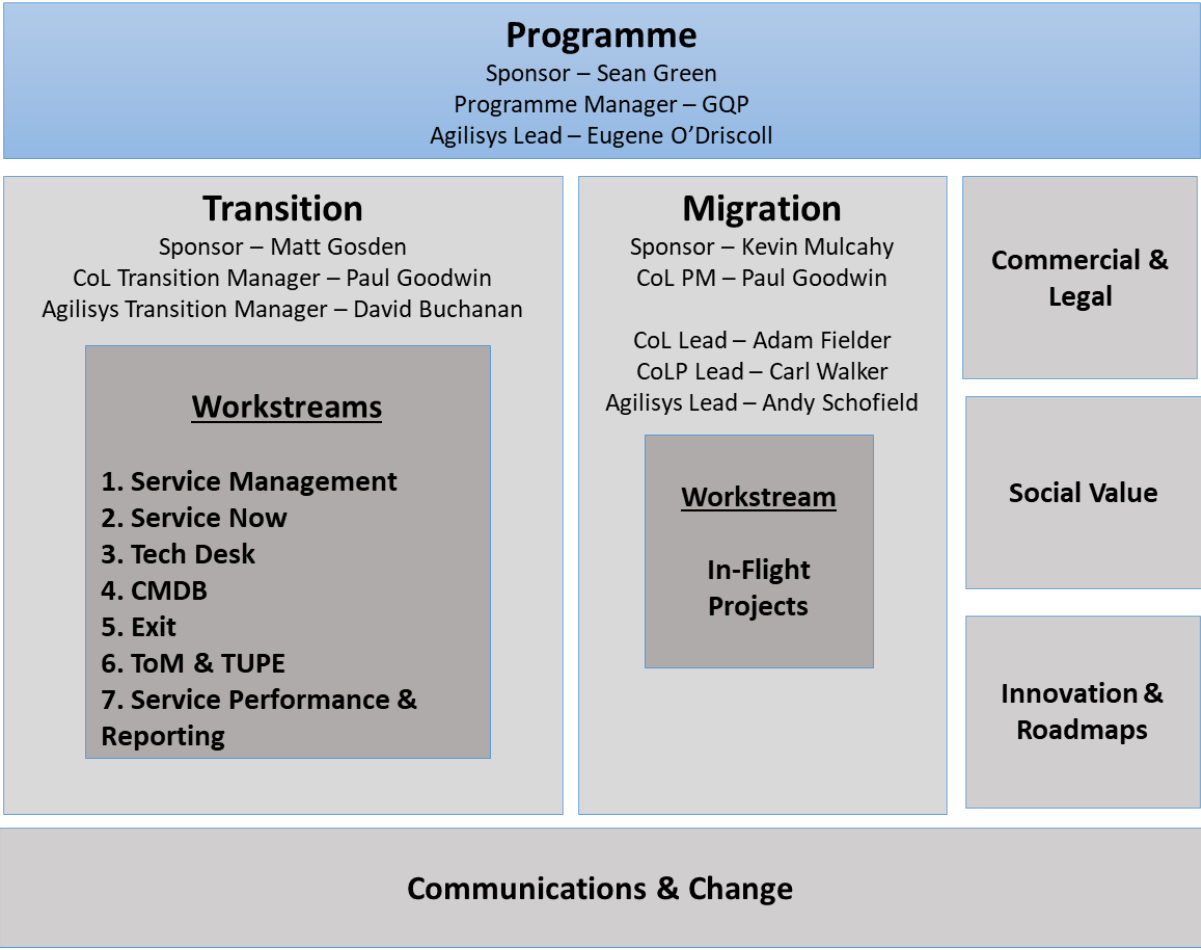 Programme
Sponsor – Sean Green
Programme Manager – GQP
Agilisys Lead – Eugene O’Driscoll
Transition
Sponsor – Matt Gosden
CoL Transition Manager – Paul Goodwin
Agilisys Transition Manager – David Buchanan
Workstreams
1. Service Management
2. Service Now
3. Tech Desk
4. CMDB
5. Exit
6. ToM & TUPE
7. Service Performance &
Reporting
Migration
Sponsor – Kevin Mulcahy
CoL PM – Paul Goodwin
CoL Lead – Adam Fielder
CoLP Lead – Carl Walker
Agilisys Lead – Andy Schofield
Workstream
In-Flight
Projects
Commercial &
Legal
Social Value
Innovation &
Roadmaps
Communications & Change